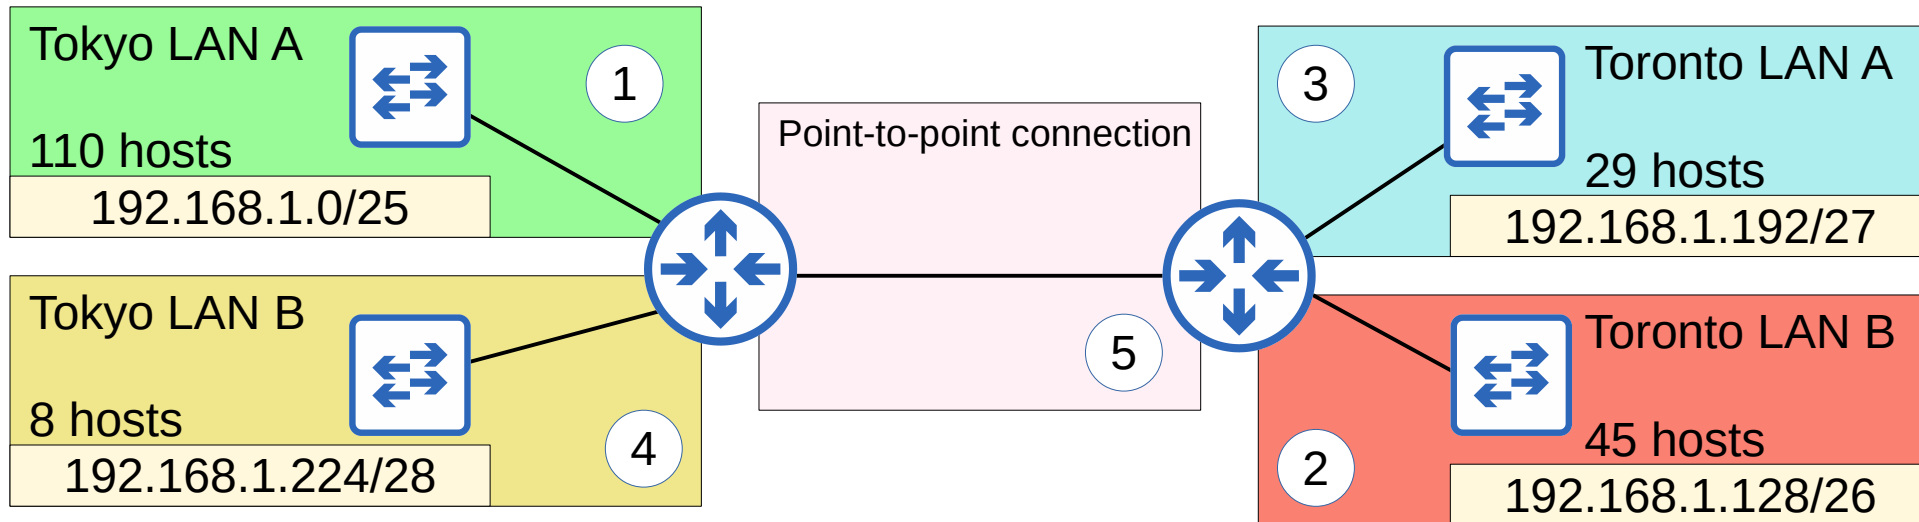 Tokyo LAN A
1
110 hosts
192.168.1.0/25
Tokyo LAN B
8 hosts
4
192.168.1.224/28
Point-to-point connection
5
3
Toronto LAN A
29 hosts
192.168.1.192/27
Toronto LAN B
45 hosts
2
192.168.1.128/26